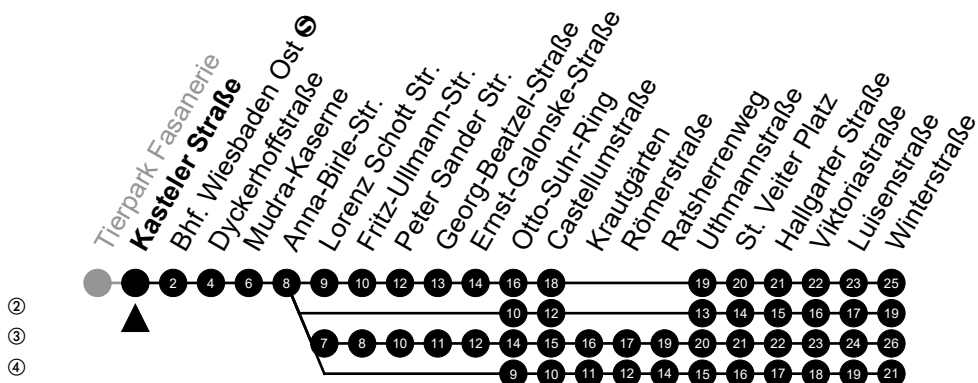 Tierpark Fasanerie
Kasteler Straße
Bhf. Wiesbaden Ost Ⓢ
Dyckerhoffstraße
Mudra-Kaserne
Anna-Birle-Str.
Lorenz Schott Str.
Fritz-Ullmann-Str.
Peter Sander Str.
Georg-Beatzel-Straße
Ernst-Galonske-Straße
Otto-Suhr-Ring
Castellumstraße
Krautgärten
Römerstraße
Ratsherrenweg
Uthmannstraße
St. Veiter Platz
Hallgarter Straße
Viktoriastraße
Luisenstraße
Winterstraße
2 4 6 8 9 10 12 13 14 16 18 19 20 21 22 23 25
② 10 12 13 14 15 16 17 19
③ 7 8 10 11 12 14 15 16 17 19 20 21 22 23 24 26
④ 9 10 11 12 14 15 16 17 18 19 21